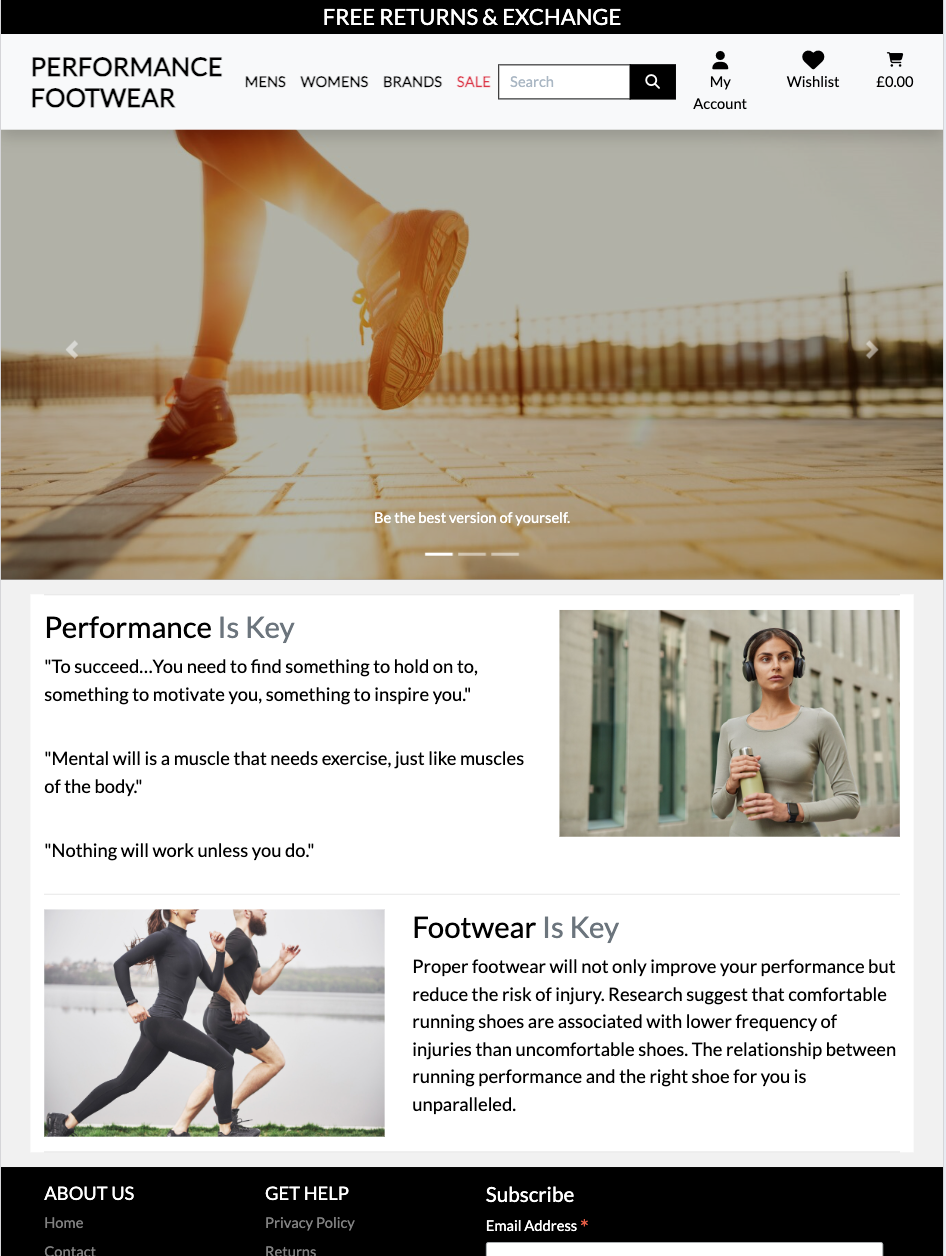 FREE RETURNS & EXCHANGE
PERFORMANCE
FOOTWEAR
MENS WOMENS BRANDS SALE Search
My
Account
Wishlist
£0.00
Be the best version of yourself.
Performance Is Key
"To succeed...You need to find something to hold on to,
something to motivate you, something to inspire you."
"Mental will is a muscle that needs exercise, just like muscles
of the body."
"Nothing will work unless you do."
Footwear Is Key
Proper footwear will not only improve your performance but
reduce the risk of injury. Research suggest that comfortable
running shoes are associated with lower frequency of
injuries than uncomfortable shoes. The relationship between
running performance and the right shoe for you is
unparalleled.
ABOUT US
Home
Contact
GET HELP
Privacy Policy
Returns
Subscribe
Email Address *